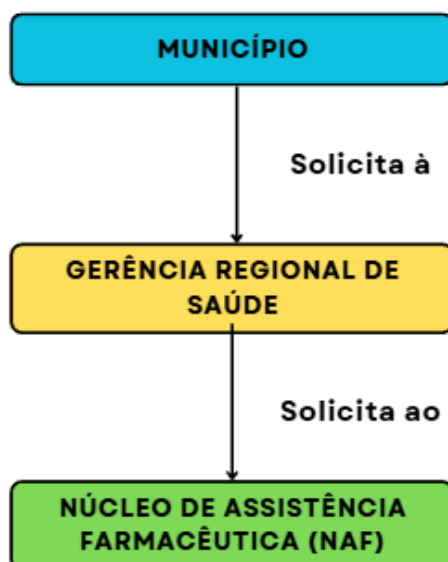 MUNICÍPIO
Solicita à
GERÊNCIA REGIONAL DE
SAÚDE
Solicita ao
NÚCLEO DE ASSISTÊNCIA
FARMACÊUTICA (NAF)